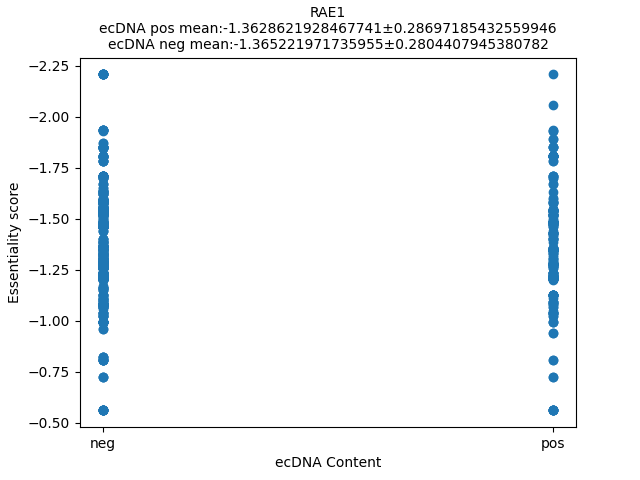 RAE1
ecDNA pos mean:-1.3628621928467741±0.28697185432559946
ecDNA neg mean:-1.365221971735955±0.2804407945380782
−2.25
−2.00
−1.75
−1.50
−1.25
−1.00
−0.75
−0.50
Essentiality score
neg
pos
ecDNA Content